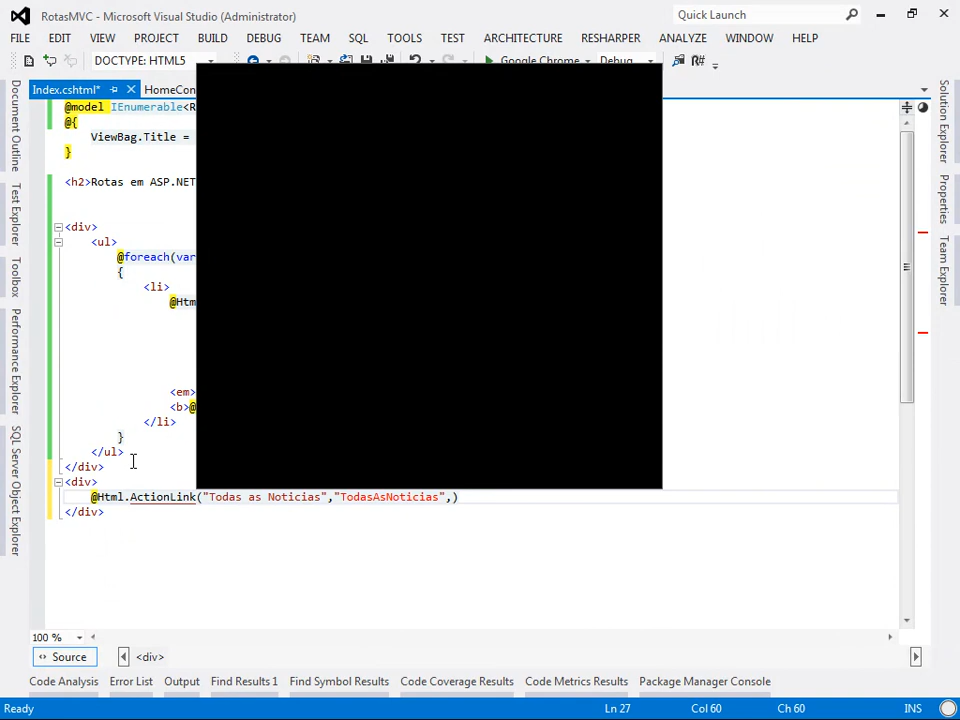 RotasMVC - Microsoft Visual Studio (Administrator)
Quick Launch
FILE EDIT VIEW PROJECT BUILD DEBUG TEAM SQL TOOLS TEST ARCHITECTURE RESHARPER ANALYZE WINDOW HELP
DOCTYPE: HTML5
Google Chrome
Debug
R#
Index.cshtml*
HomeCon
@model IEnumerable<R
@{
ViewBag.Title =
}
<h2>Rotas em ASP.NET
<div>
<ul>
@foreach(var
{
<li>
@Htm
<em>
<b>@
</li>
}
</ul>
</div>
<div>
@Html.ActionLink("Todas as Noticias","TodasAsNoticias",)
</div>
Document Outline
Test Explorer
Toolbox
Performance Explorer
SQL Server Object Explorer
Solution Explorer
Properties
Team Explorer
100 %
Source
<div>
Code Analysis Error List Output Find Results 1 Find Symbol Results Code Coverage Results Code Metrics Results Package Manager Console
Ready Ln 27 Col 60 Ch 60 INS